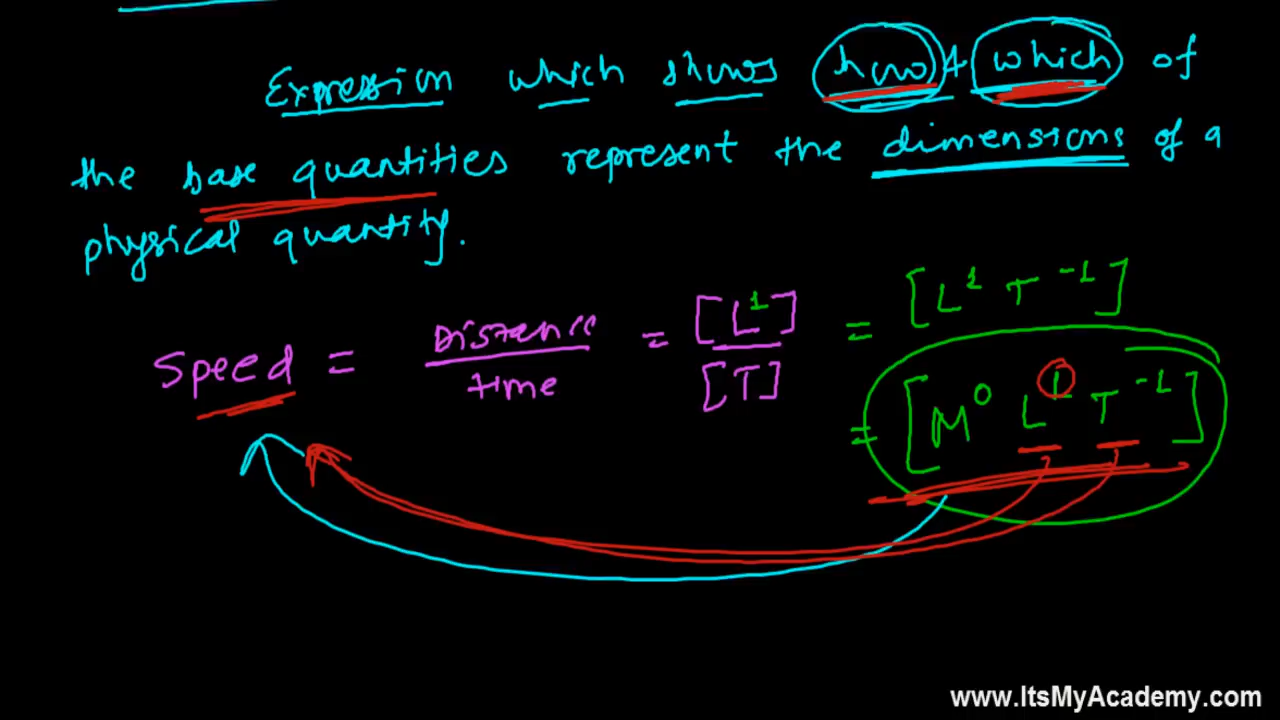 Expression which shows how & which of
the base quantities represent the dimensions of a
physical quantity.
Speed = Distance / time = [L¹] / [T] = [L¹ T⁻¹]
= [M⁰ L¹ T⁻¹]
www.ItsMyAcademy.com